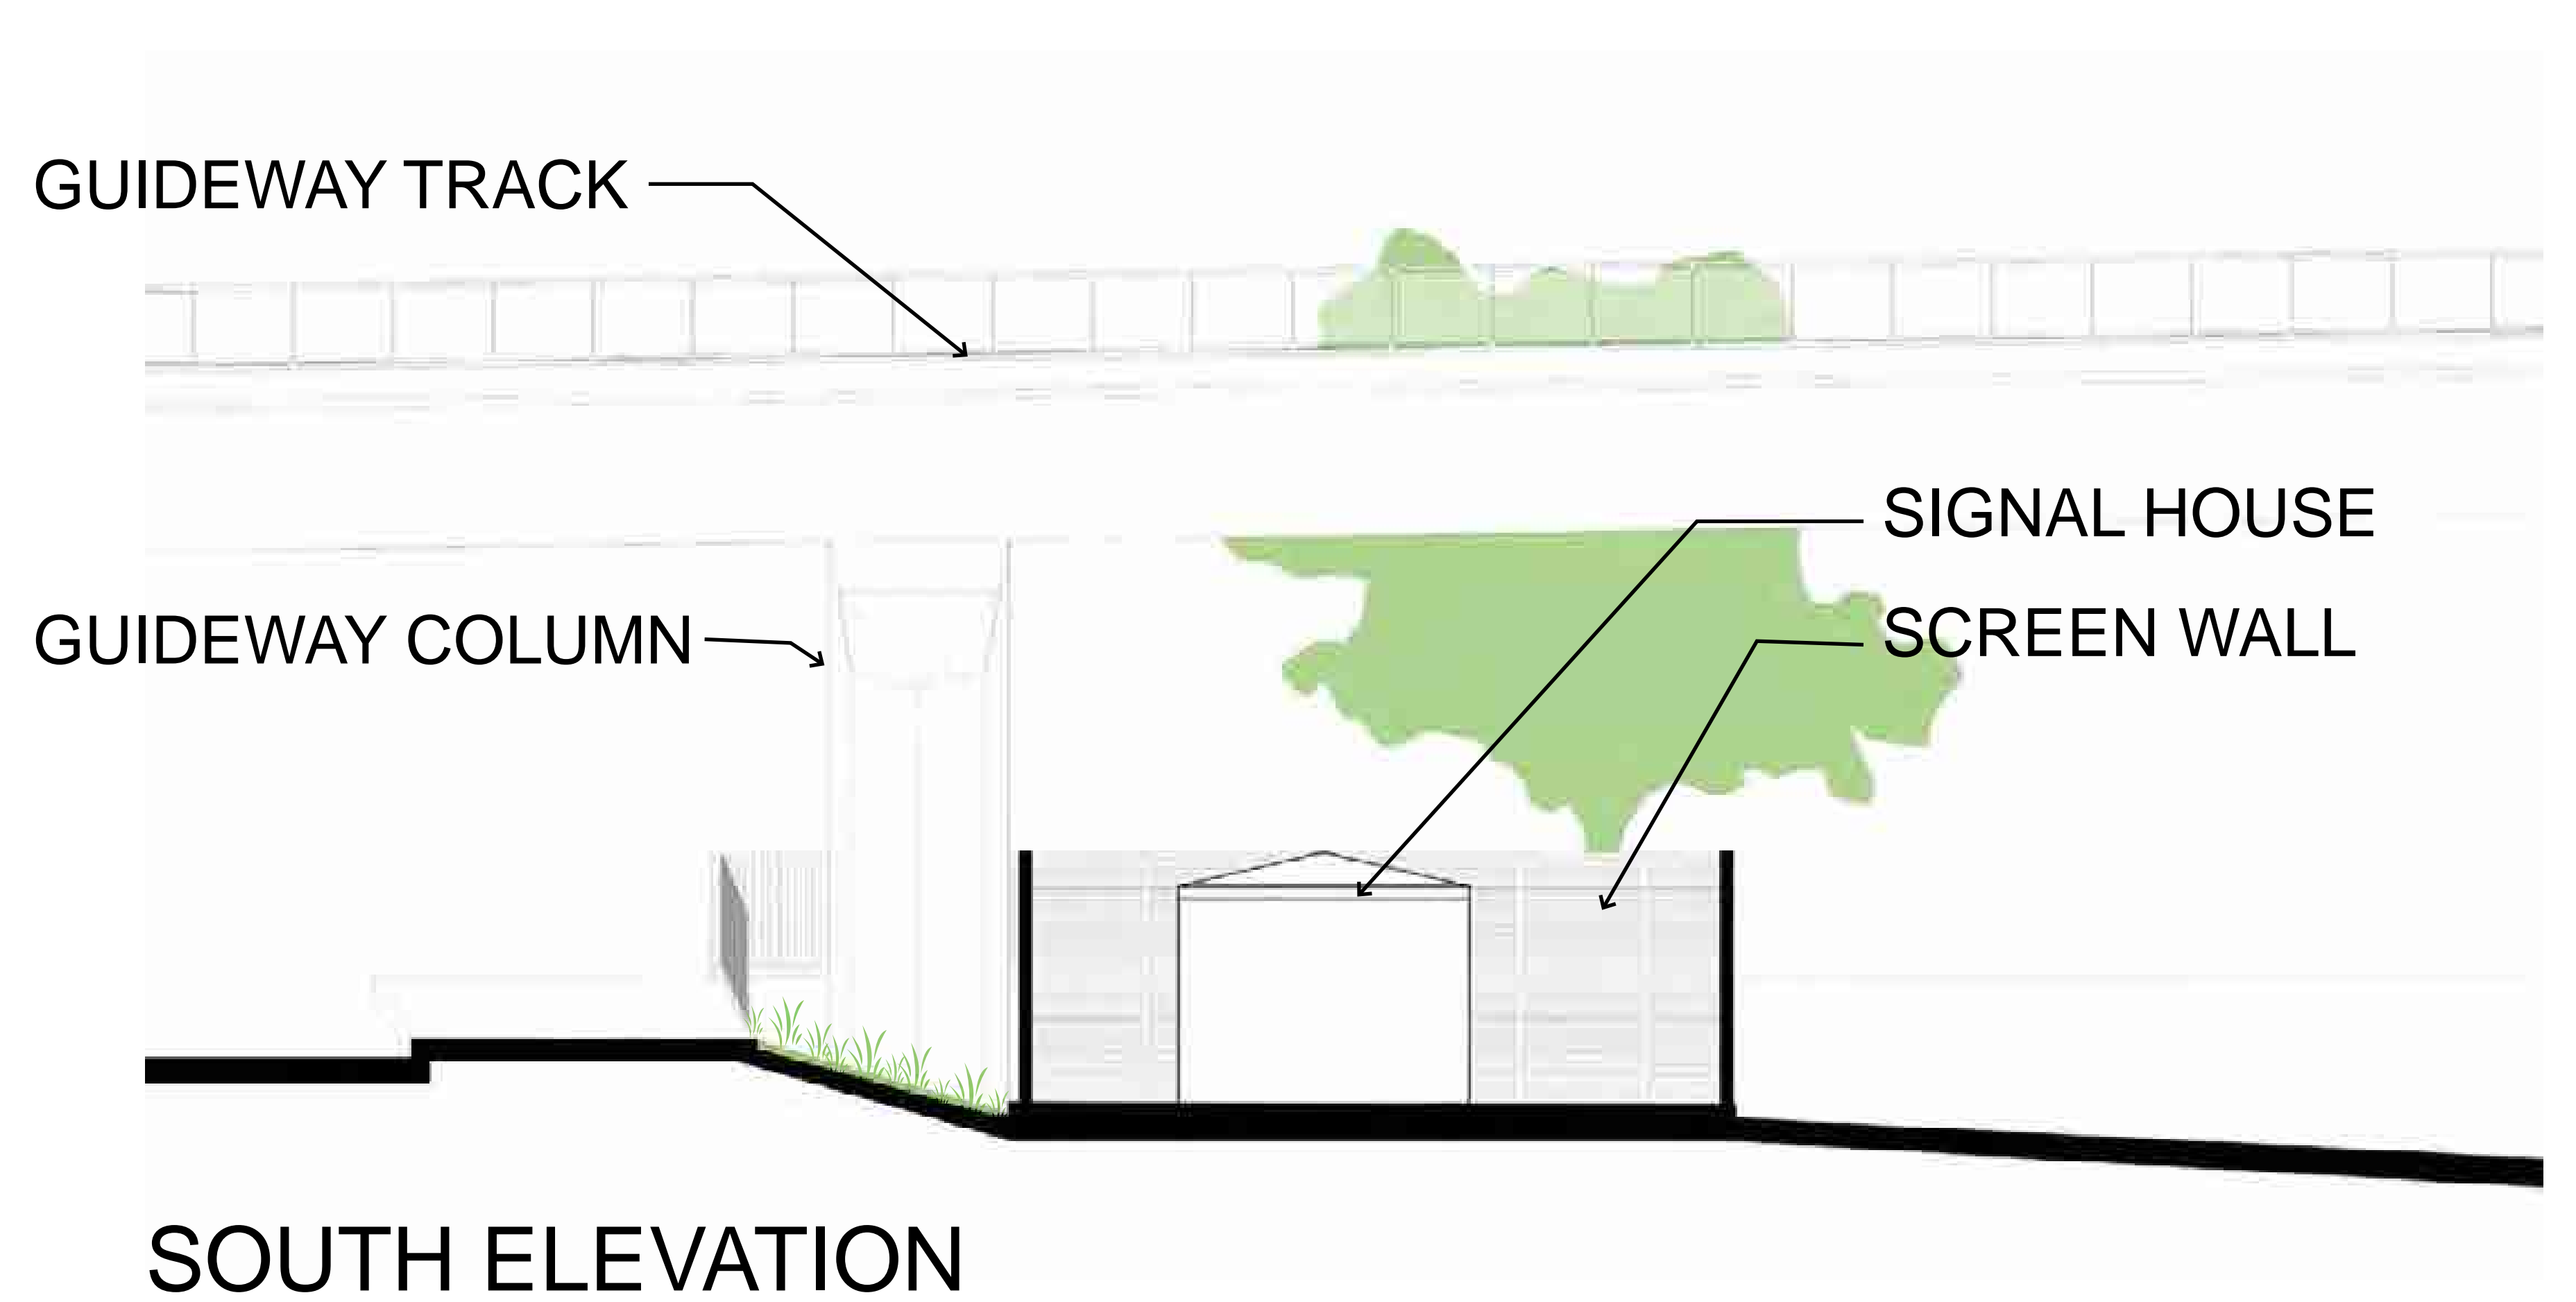 GUIDEWAY TRACK
SIGNAL HOUSE
GUIDEWAY COLUMN
SCREEN WALL
SOUTH ELEVATION